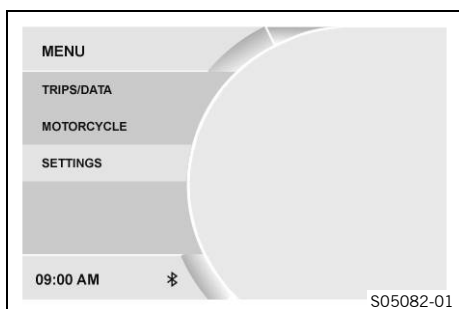 MENU
TRIPS/DATA
MOTORCYCLE
SETTINGS
09:00 AM
S05082-01